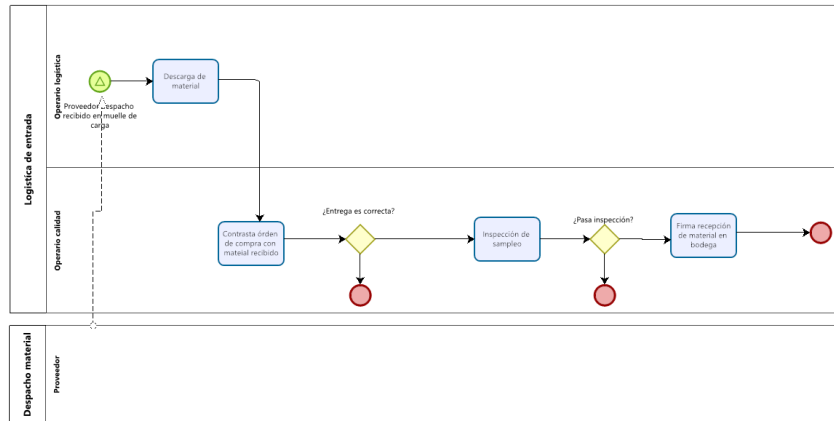 Logística de entrada
Operario logística
Descarga de
material
Proveedor despacho
recibido en muelle de
carga
Operario calidad
¿Entrega es correcta?
¿Pasa inspección?
Contrasta órden
de compra con
mateial recibido
Inspección de
sampleo
Firma recepción
de material en
bodega
Despacho material
Proveedor